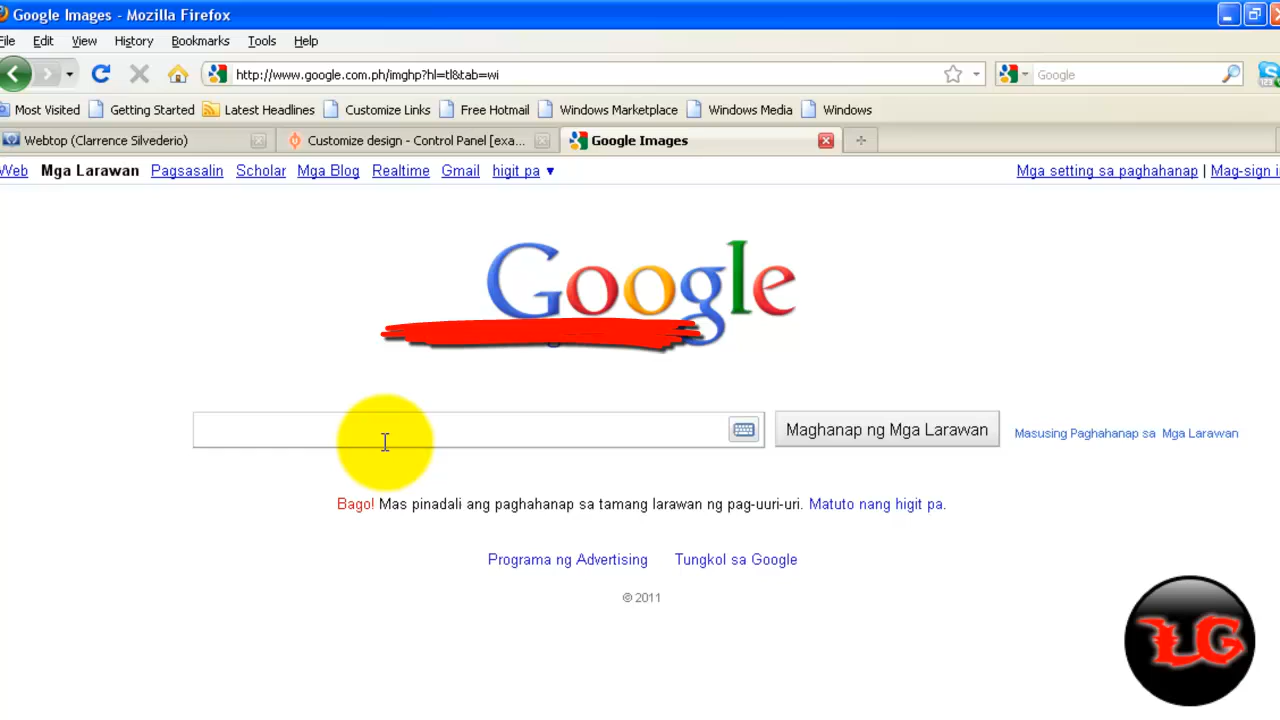 Google Images - Mozilla Firefox
File Edit View History Bookmarks Tools Help
http://www.google.com.ph/imghp?hl=tl&tab=wi Google
Most Visited Getting Started Latest Headlines Customize Links Free Hotmail Windows Marketplace Windows Media Windows
Webtop (Clarrence Silvederio) Customize design - Control Panel [exa... Google Images
Web Mga Larawan Pagsasalin Scholar Mga Blog Realtime Gmail higit pa ▼ Mga setting sa paghahanap | Mag-sign i
Google
Maghanap ng Mga Larawan Masusing Paghahanap sa Mga Larawan
Bago! Mas pinadali ang paghahanap sa tamang larawan ng pag-uuri-uri. Matuto nang higit pa.
Programa ng Advertising Tungkol sa Google
© 2011
LG